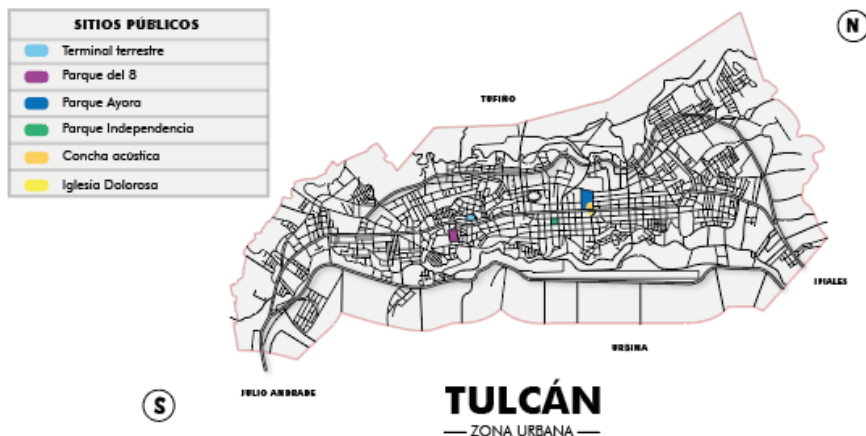 SITIOS PÚBLICOS
Terminal terrestre
Parque del 8
Parque Ayora
Parque Independencia
Concha acústica
Iglesia Dolorosa
N
TUFIÑO
IPIALES
URBINA
JULIO ANDRADE
S
TULCÁN
ZONA URBANA